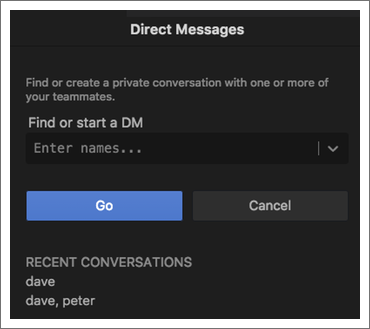 Direct Messages
Find or create a private conversation with one or more of
your teammates.
Find or start a DM
Enter names...
Go
Cancel
RECENT CONVERSATIONS
dave
dave, peter